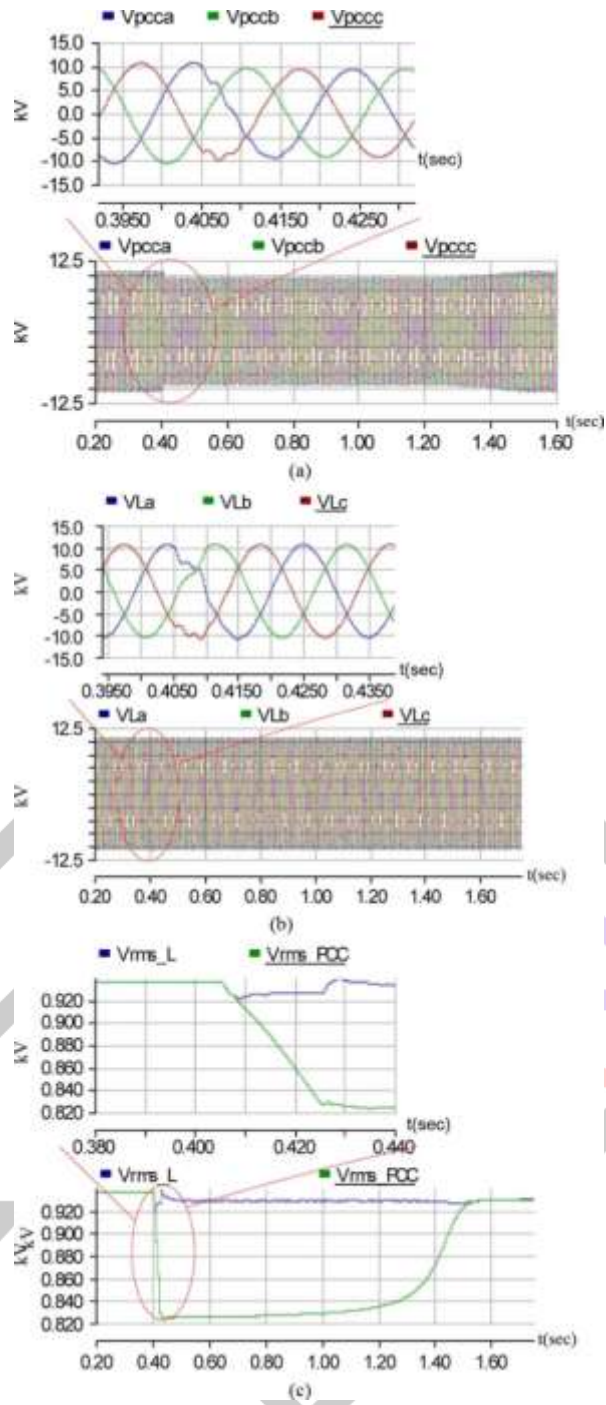 Vpcca Vpccb Vpccc
15.0
10.0
5.0
0.0
-5.0
-10.0
-15.0
kV
t(sec)
0.3950 0.4050 0.4150 0.4250
Vpcca Vpccb Vpccc
12.5
kV
-12.5
t(sec)
0.20 0.40 0.60 0.80 1.00 1.20 1.40 1.60
(a)
VLa VLb VLc
15.0
10.0
5.0
0.0
-5.0
-10.0
-15.0
kV
t(sec)
0.3950 0.4050 0.4150 0.4250 0.4350
VLa VLb VLc
12.5
kV
-12.5
t(sec)
0.20 0.40 0.60 0.80 1.00 1.20 1.40 1.60
(b)
Vrms_L Vrms_PCC
0.920
0.900
0.880
0.860
0.840
0.820
kV
t(sec)
0.380 0.400 0.420 0.440
Vrms_L Vrms_PCC
0.920
0.900
0.880
0.860
0.840
0.820
kV
kV
t(sec)
0.20 0.40 0.60 0.80 1.00 1.20 1.40 1.60
(c)